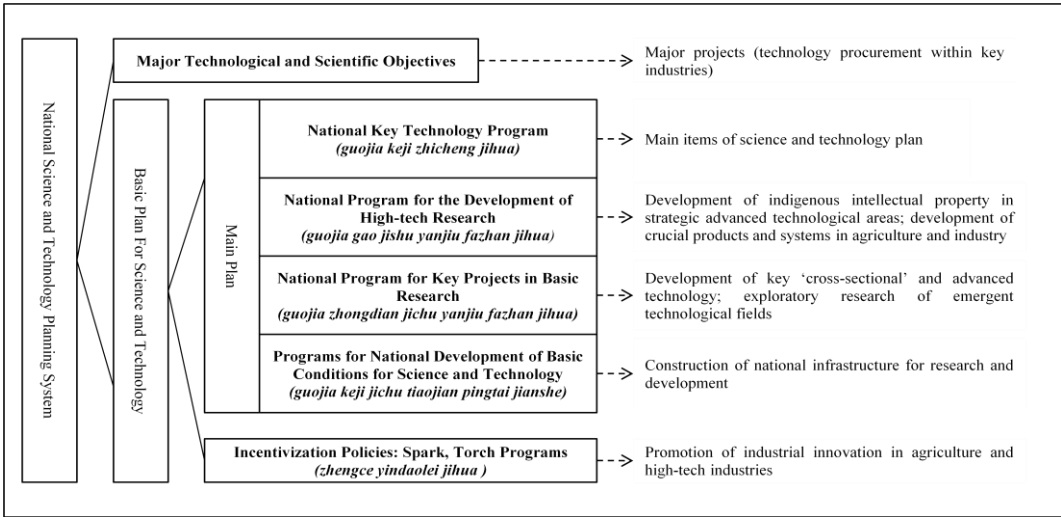 National Science and Technology Planning System
Major Technological and Scientific Objectives
Major projects (technology procurement within key
industries)
Basic Plan For Science and Technology
Main Plan
National Key Technology Program
(guojia keji zhicheng jihua)
Main items of science and technology plan
National Program for the Development of
High-tech Research
(guojia gao jishu yanjiu fazhan jihua)
Development of indigenous intellectual property in
strategic advanced technological areas; development of
crucial products and systems in agriculture and industry
National Program for Key Projects in Basic
Research
(guojia zhongdian jichu yanjiu fazhan jihua)
Development of key ‘cross-sectional’ and advanced
technology; exploratory research of emergent
technological fields
Programs for National Development of Basic
Conditions for Science and Technology
(guojia keji jichu tiaojian pingtai jianshe)
Construction of national infrastructure for research and
development
Incentivization Policies: Spark, Torch Programs
(zhengce yindaolei jihua )
Promotion of industrial innovation in agriculture and
high-tech industries